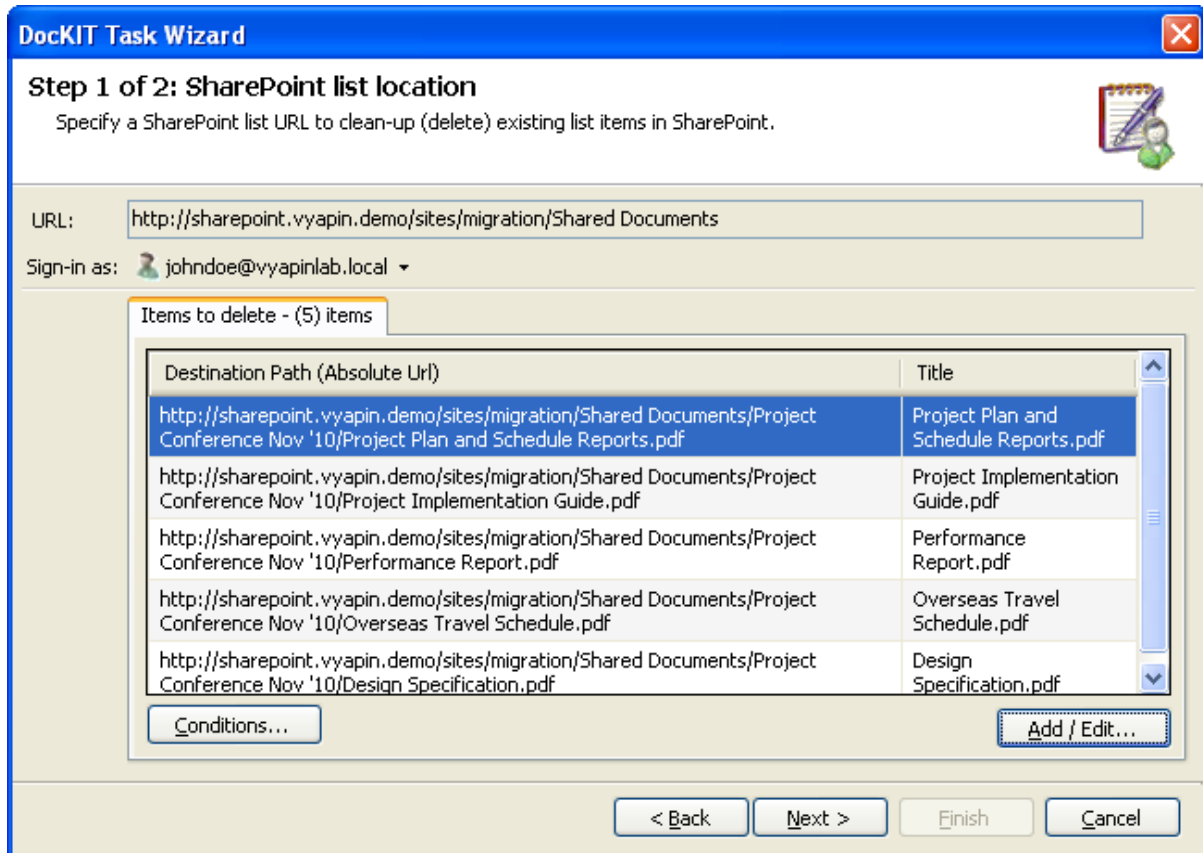 DocKIT Task Wizard
Step 1 of 2: SharePoint list location
Specify a SharePoint list URL to clean-up (delete) existing list items in SharePoint.
URL: http://sharepoint.vyapin.demo/sites/migration/Shared Documents
Sign-in as: johndoe@vyapinlab.local
Items to delete - (5) items
Destination Path (Absolute Url) Title
http://sharepoint.vyapin.demo/sites/migration/Shared Documents/Project Project Plan and
Conference Nov '10/Project Plan and Schedule Reports.pdf Schedule Reports.pdf
http://sharepoint.vyapin.demo/sites/migration/Shared Documents/Project Project Implementation
Conference Nov '10/Project Implementation Guide.pdf Guide.pdf
http://sharepoint.vyapin.demo/sites/migration/Shared Documents/Project Performance
Conference Nov '10/Performance Report.pdf Report.pdf
http://sharepoint.vyapin.demo/sites/migration/Shared Documents/Project Overseas Travel
Conference Nov '10/Overseas Travel Schedule.pdf Schedule.pdf
http://sharepoint.vyapin.demo/sites/migration/Shared Documents/Project Design
Conference Nov '10/Design Specification.pdf Specification.pdf
Conditions... Add / Edit...
< Back Next > Finish Cancel